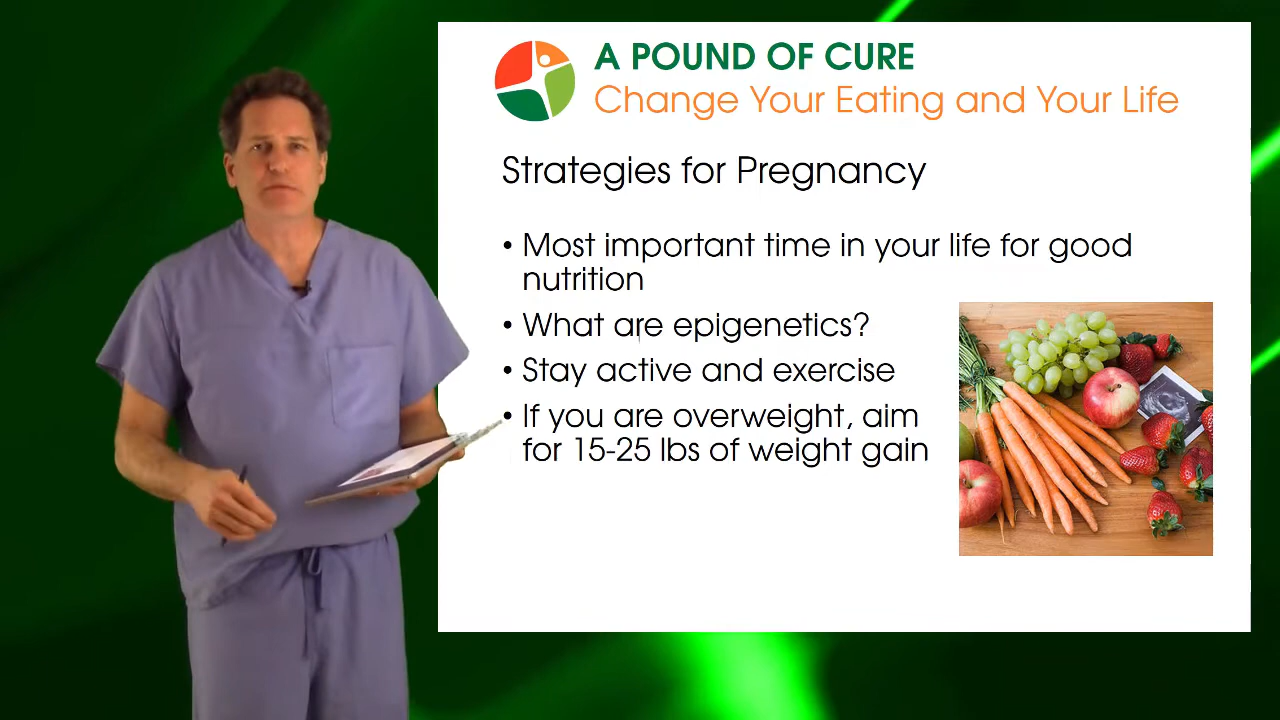 A POUND OF CURE
Change Your Eating and Your Life
Strategies for Pregnancy
• Most important time in your life for good
nutrition
• What are epigenetics?
• Stay active and exercise
• If you are overweight, aim
for 15-25 lbs of weight gain